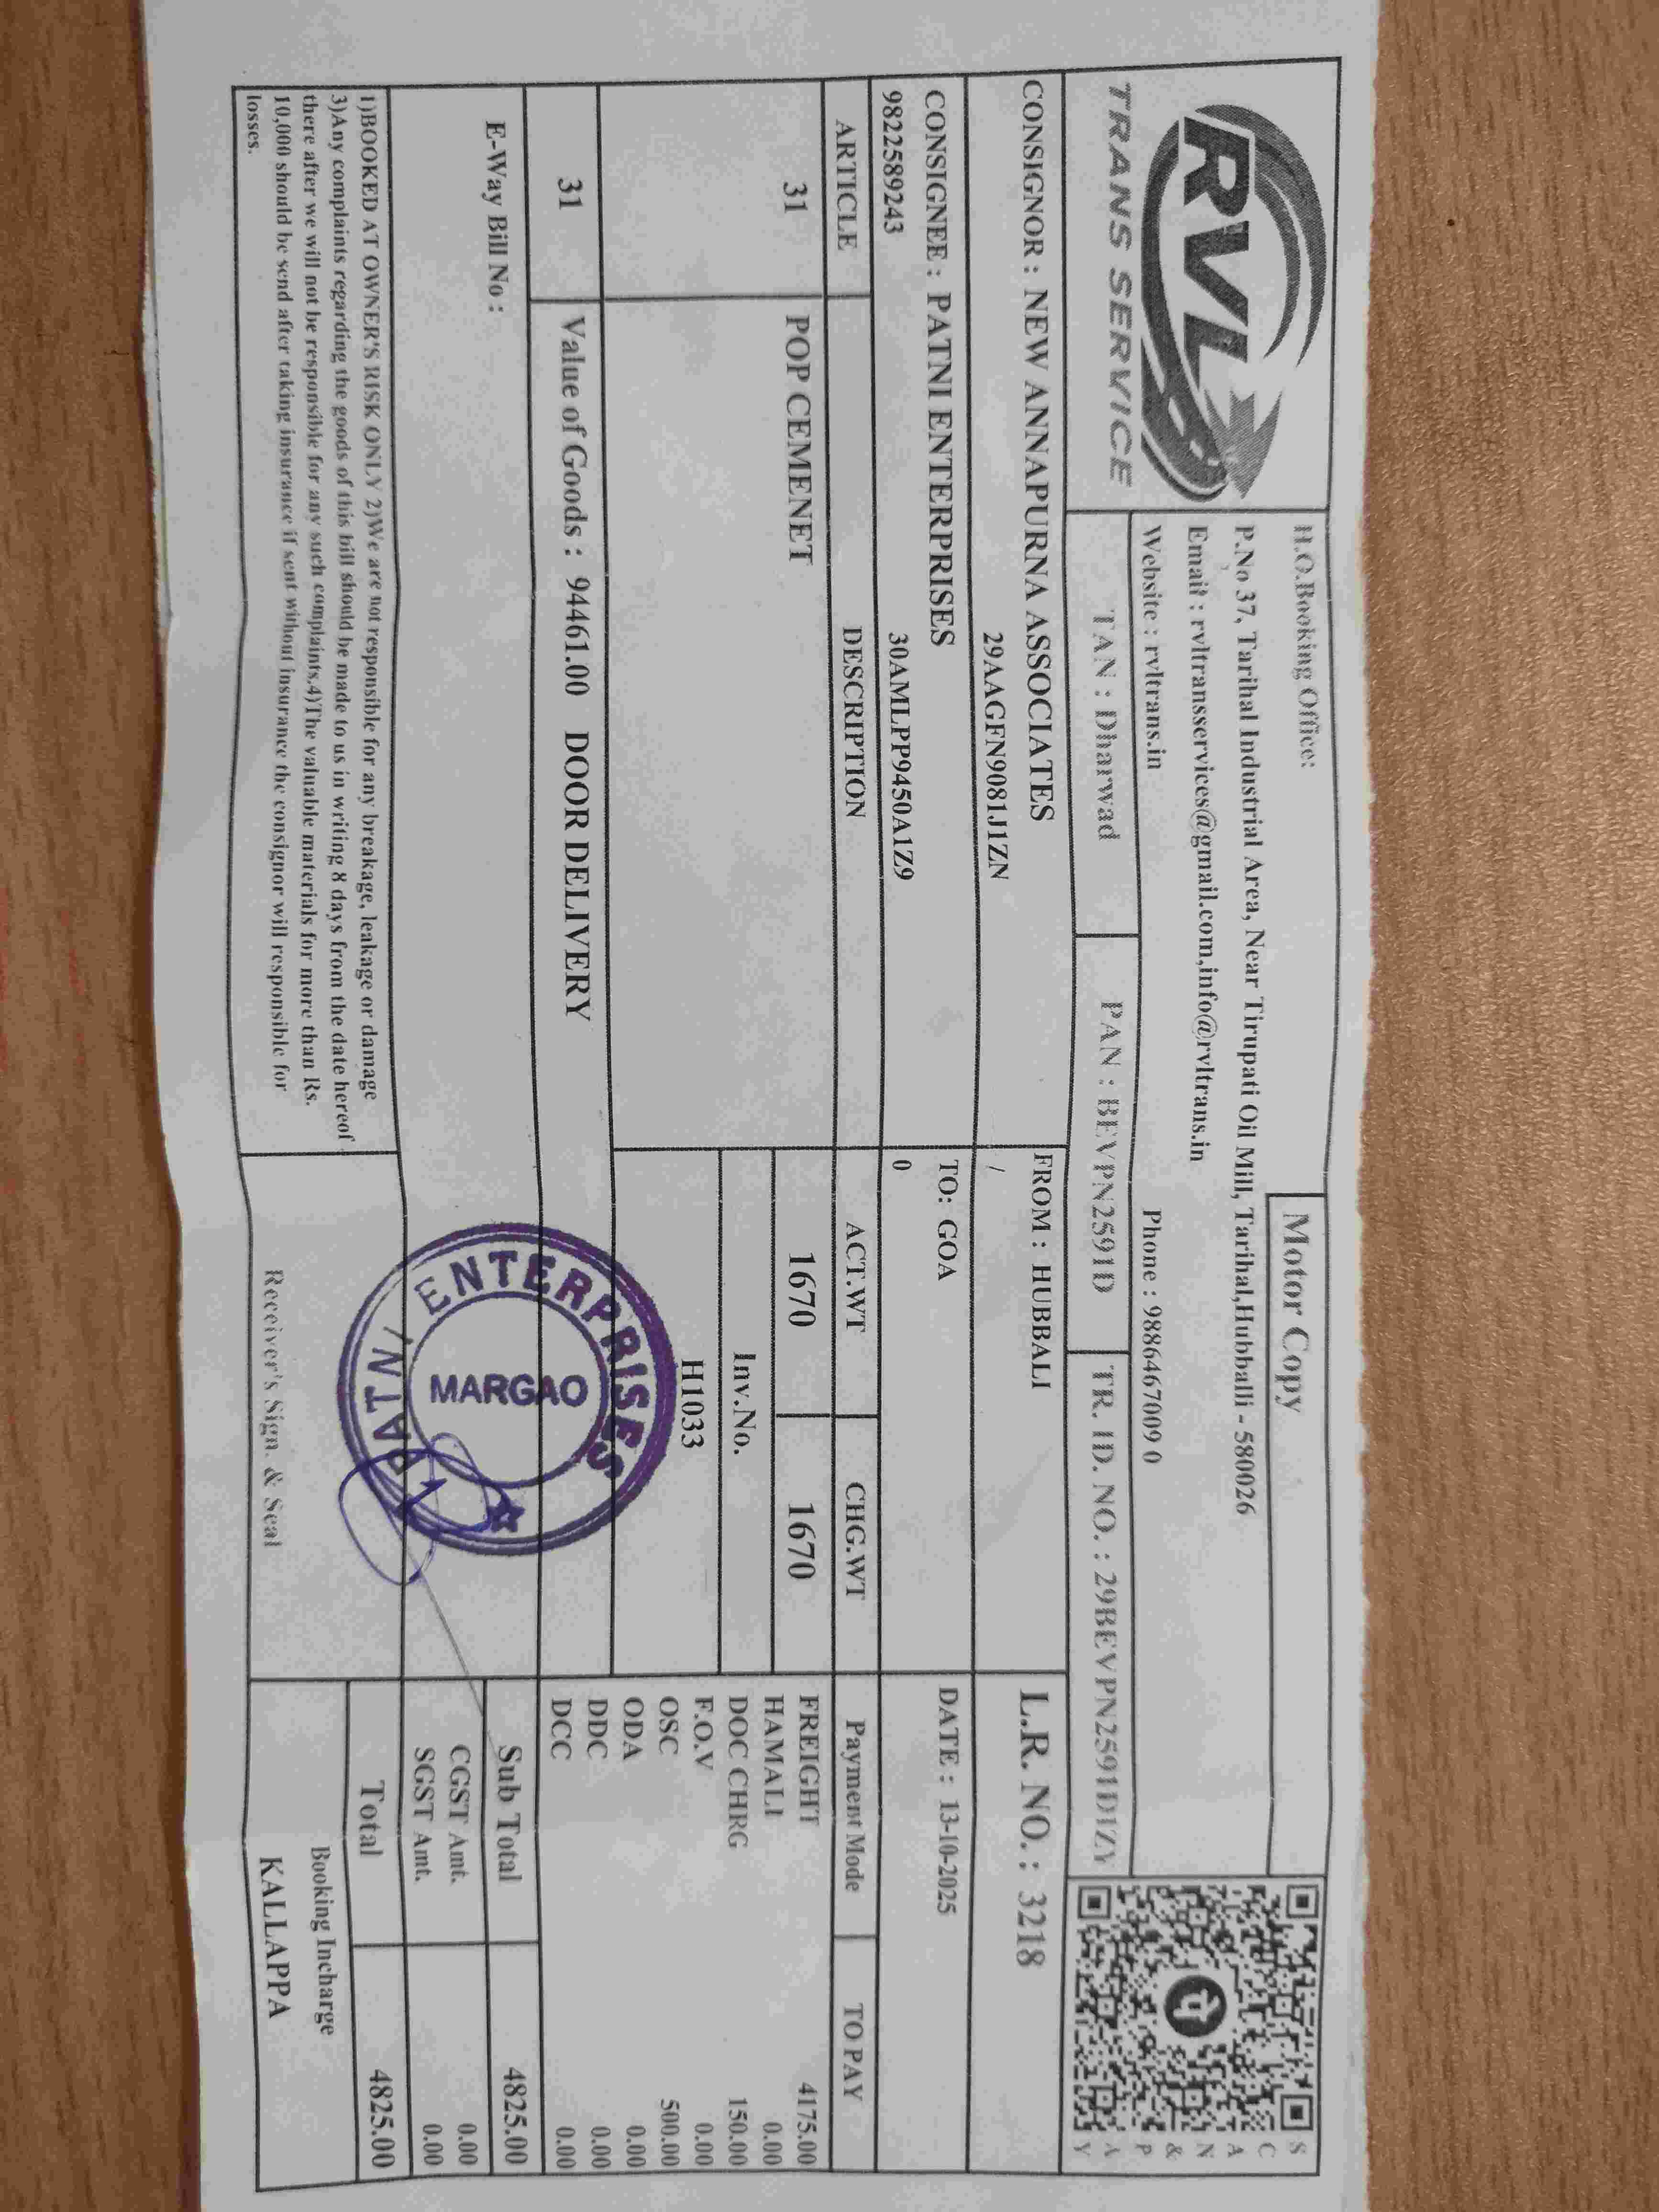 RVL
TRANS SERVICE
H.O.Booking Office:
Motor Copy
P.No 37, Tarihal Industrial Area, Near Tirupati Oil Mill, Tarihal,Hubballi - 580026
Email : rvltransservices@gmail.com,info@rvltrans.in
Website : rvltrans.in Phone : 9886467009 0
SCAN & PAY
TAN : Dharwad PAN : BEVPN2591D TR. ID. NO. : 29BEVPN2591D1ZY
CONSIGNOR : NEW ANNAPURNA ASSOCIATES FROM : HUBBALI L.R. NO. : 3218
29AAGFN9081J1ZN /
CONSIGNEE : PATNI ENTERPRISES TO: GOA DATE : 13-10-2025
9822589243 30AMLPP9450A1Z9 0
ARTICLE DESCRIPTION ACT.WT CHG.WT Payment Mode TO PAY
31 POP CEMENET 1670 1670 FREIGHT 4175.00
HAMALI 0.00
Inv.No. DOC CHRG 150.00
H1033 F.O.V 0.00
OSC 500.00
ODA 0.00
DDC 0.00
31 Value of Goods : 94461.00 DOOR DELIVERY DCC 0.00
E-Way Bill No : Sub Total 4825.00
CGST Amt. 0.00
SGST Amt. 0.00
PATNI ENTERPRISES
MARGAO
Total 4825.00
1)BOOKED AT OWNER'S RISK ONLY 2)We are not responsible for any breakage, leakage or damage
3)Any complaints regarding the goods of this bill should be made to us in writing 8 days from the date hereof
there after we will not be responsible for any such complaints.4)The valuable materials for more than Rs.
10,000 should be send after taking insurance if sent without insurance the consignor will responsible for
losses.
Receiver's Sign. & Seal
Booking Incharge
KALLAPPA